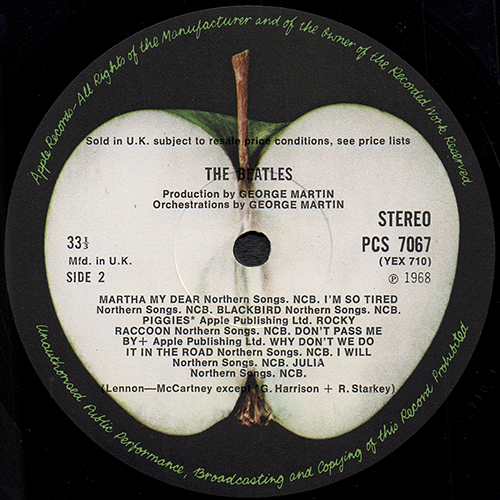 Apple Records–All Rights of the Manufacturer and of the Owner of the Recorded Work Reserved
Sold in U.K. subject to resale price conditions, see price lists
THE BEATLES
Production by GEORGE MARTIN
Orchestrations by GEORGE MARTIN
STEREO
33⅓
PCS 7067
Mfd. in U.K.
(YEX 710)
SIDE 2
℗ 1968
MARTHA MY DEAR Northern Songs. NCB. I'M SO TIRED
Northern Songs. NCB. BLACKBIRD Northern Songs. NCB.
PIGGIES* Apple Publishing Ltd. ROCKY
RACCOON Northern Songs. NCB. DON'T PASS ME
BY+ Apple Publishing Ltd. WHY DON'T WE DO
IT IN THE ROAD Northern Songs. NCB. I WILL
Northern Songs. NCB. JULIA
Northern Songs. NCB.
(Lennon—McCartney except *G. Harrison + R. Starkey)
Unauthorised Public Performance, Broadcasting and Copying of this Record Prohibited